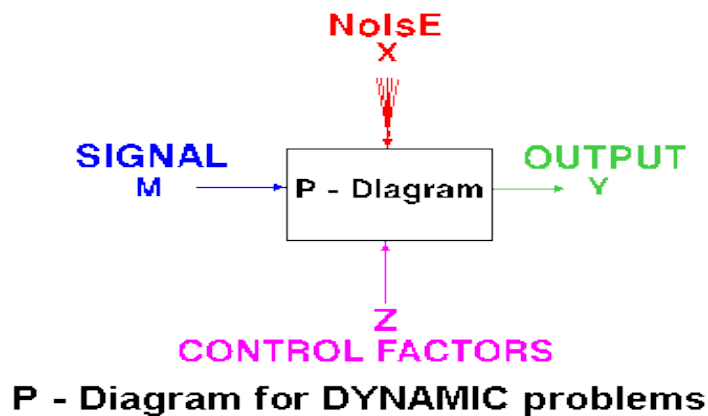 NoIsE
X
SIGNAL
M
P - DIagram
OUTPUT
Y
Z
CONTROL FACTORS
P - Diagram for DYNAMIC problems